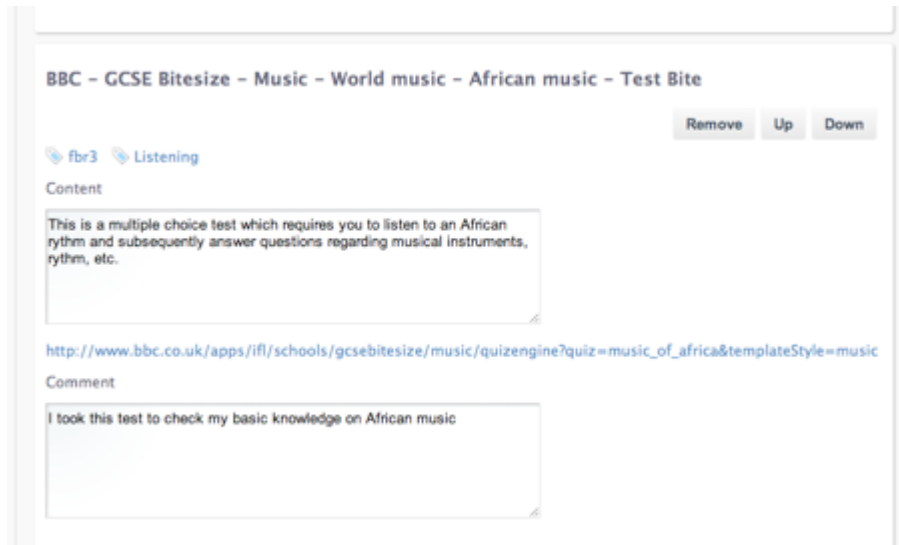 BBC – GCSE Bitesize – Music – World music – African music – Test Bite
Remove Up Down
fbr3 Listening
Content
This is a multiple choice test which requires you to listen to an African
rythm and subsequently answer questions regarding musical instruments,
rythm, etc.
http://www.bbc.co.uk/apps/ifl/schools/gcsebitesize/music/quizengine?quiz=music_of_africa&templateStyle=music
Comment
I took this test to check my basic knowledge on African music